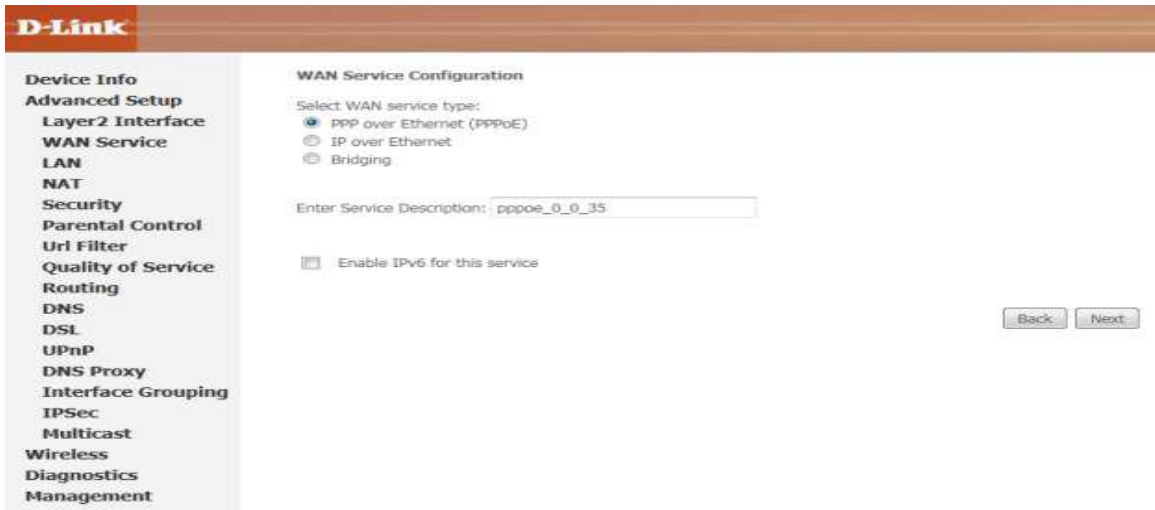 D-Link
Device Info
Advanced Setup
Layer2 Interface
WAN Service
LAN
NAT
Security
Parental Control
Url Filter
Quality of Service
Routing
DNS
DSL
UPnP
DNS Proxy
Interface Grouping
IPSec
Multicast
Wireless
Diagnostics
Management
WAN Service Configuration
Select WAN service type:
PPP over Ethernet (PPPoE)
IP over Ethernet
Bridging
Enter Service Description: pppoe_0_0_35
Enable IPv6 for this service
Back Next